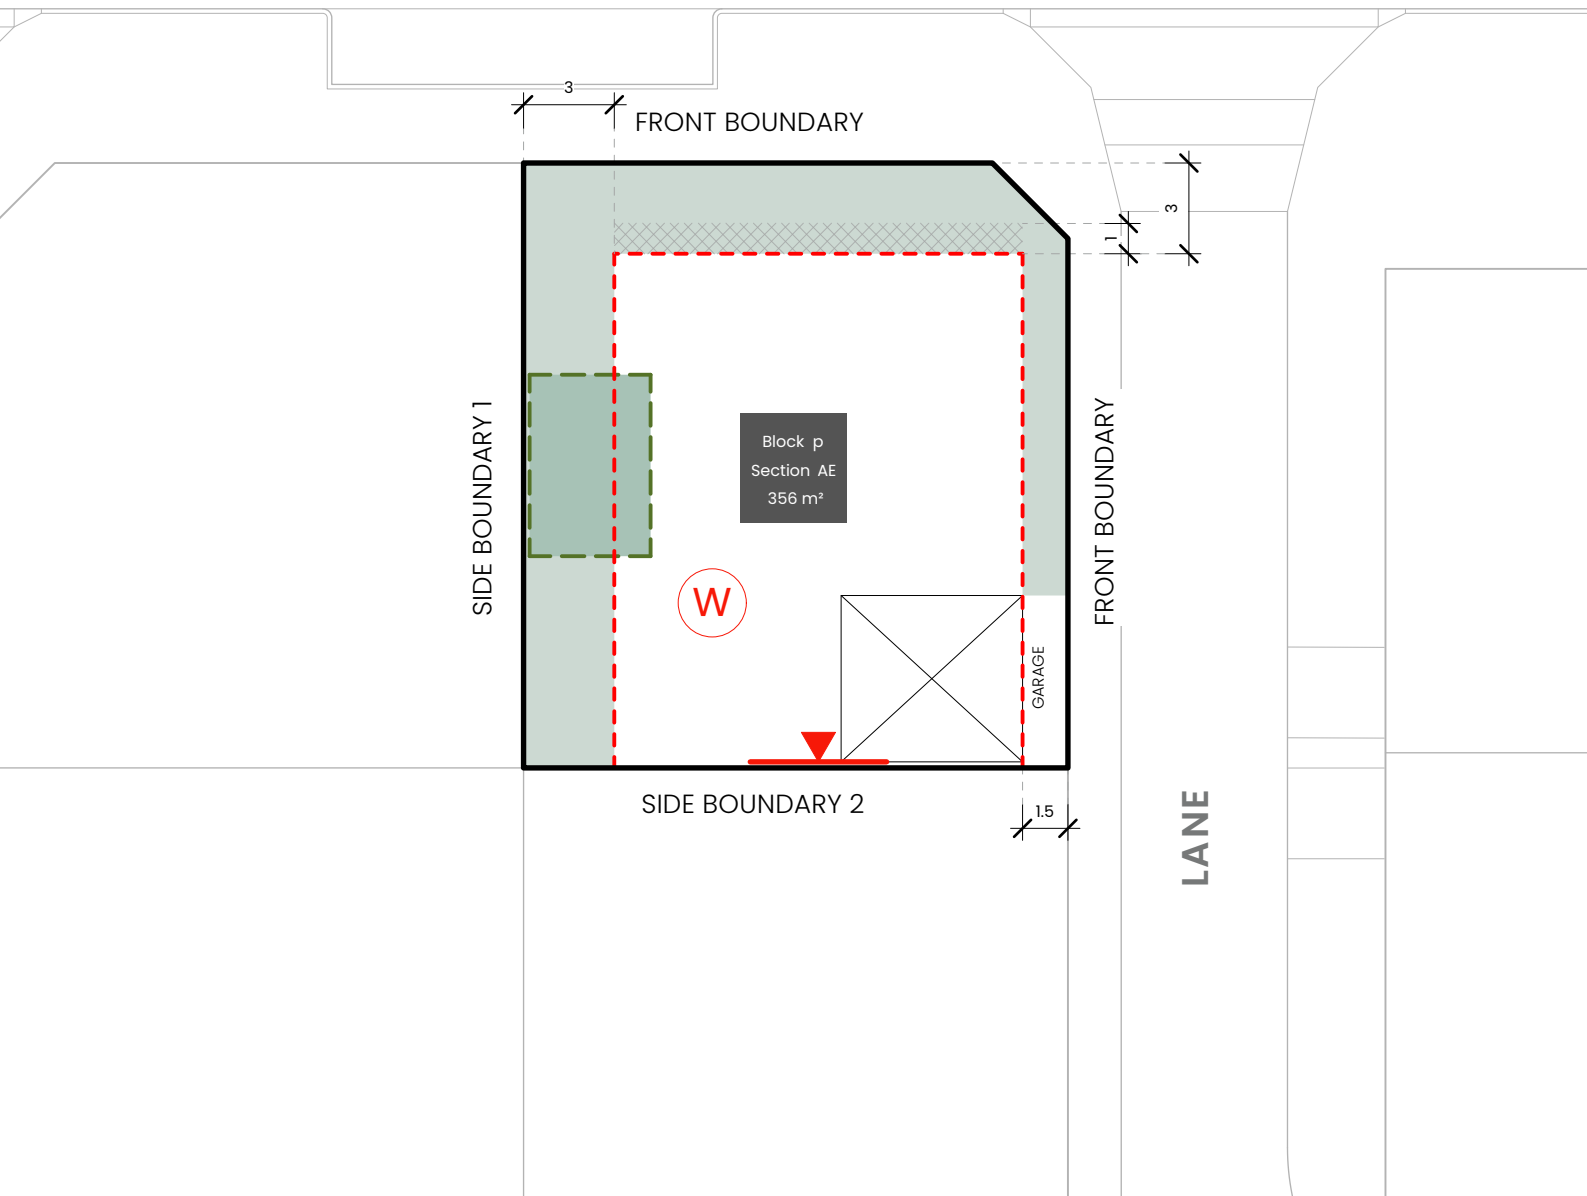 3
FRONT BOUNDARY
3
1
SIDE BOUNDARY 1
Block p
Section AE
356 m²
FRONT BOUNDARY
W
GARAGE
SIDE BOUNDARY 2
1.5
LANE